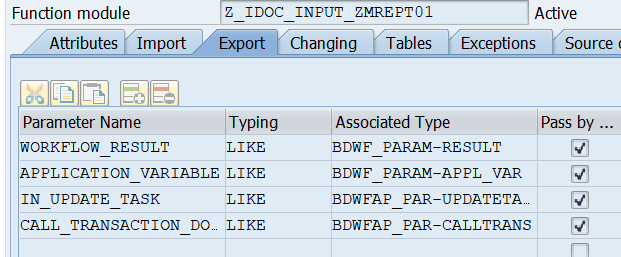 Function module Z_IDOC_INPUT_ZMREPT01 Active
Attributes Import Export Changing Tables Exceptions Source c
Parameter Name Typing Associated Type Pass by ...
WORKFLOW_RESULT LIKE BDWF_PARAM-RESULT
APPLICATION_VARIABLE LIKE BDWF_PARAM-APPL_VAR
IN_UPDATE_TASK LIKE BDWFAP_PAR-UPDATETA...
CALL_TRANSACTION_DO... LIKE BDWFAP_PAR-CALLTRANS